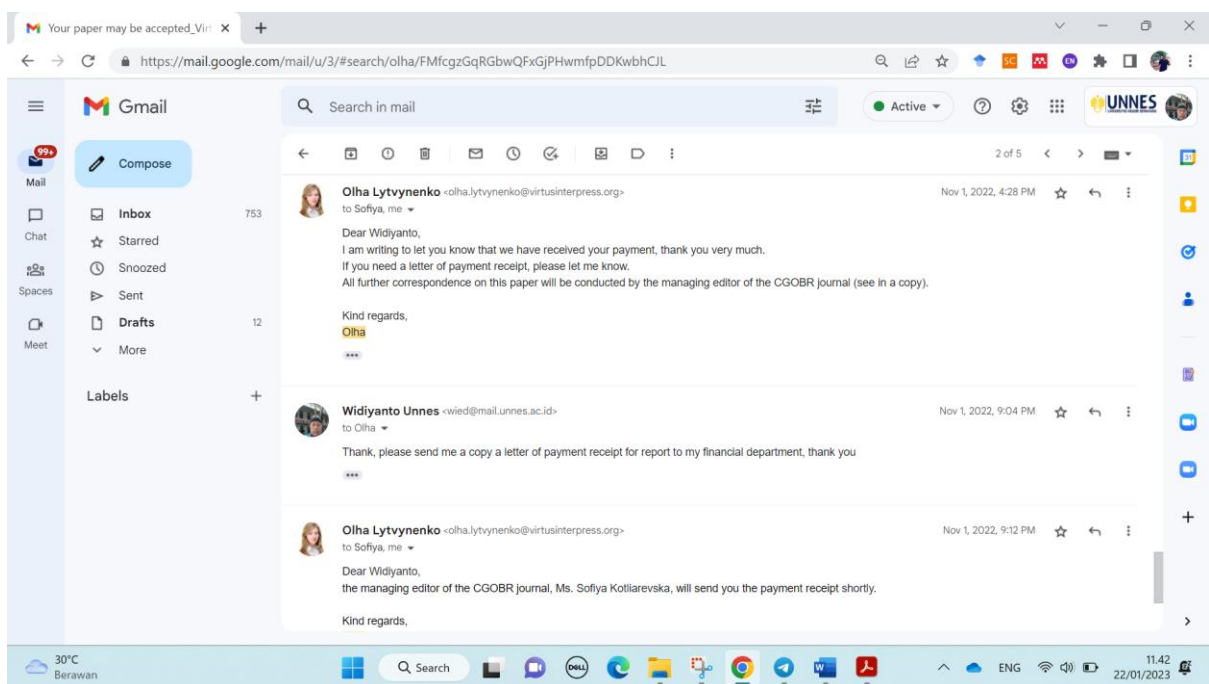 Your paper may be accepted_Virt
https://mail.google.com/mail/u/3/#search/olha/FMfcgzGqRGbwQFxGjPHwmfpDDKwbhCJL
SC
EN
Gmail
Search in mail
Active
UNNES
99+
Mail
Chat
Spaces
Meet
Compose
Inbox 753
Starred
Snoozed
Sent
Drafts 12
More
Labels
2 of 5
31
Olha Lytvynenko <olha.lytvynenko@virtusinterpress.org> Nov 1, 2022, 4:28 PM
to Sofiya, me
Dear Widiyanto,
I am writing to let you know that we have received your payment, thank you very much.
If you need a letter of payment receipt, please let me know.
All further correspondence on this paper will be conducted by the managing editor of the CGOBR journal (see in a copy).
Kind regards,
Olha
Widiyanto Unnes <wied@mail.unnes.ac.id> Nov 1, 2022, 9:04 PM
to Olha
Thank, please send me a copy a letter of payment receipt for report to my financial department, thank you
Olha Lytvynenko <olha.lytvynenko@virtusinterpress.org> Nov 1, 2022, 9:12 PM
to Sofiya, me
Dear Widiyanto,
the managing editor of the CGOBR journal, Ms. Sofiya Kotliarevska, will send you the payment receipt shortly.
Kind regards,
30°C
Berawan
Search
DELL
ENG
11.42
22/01/2023